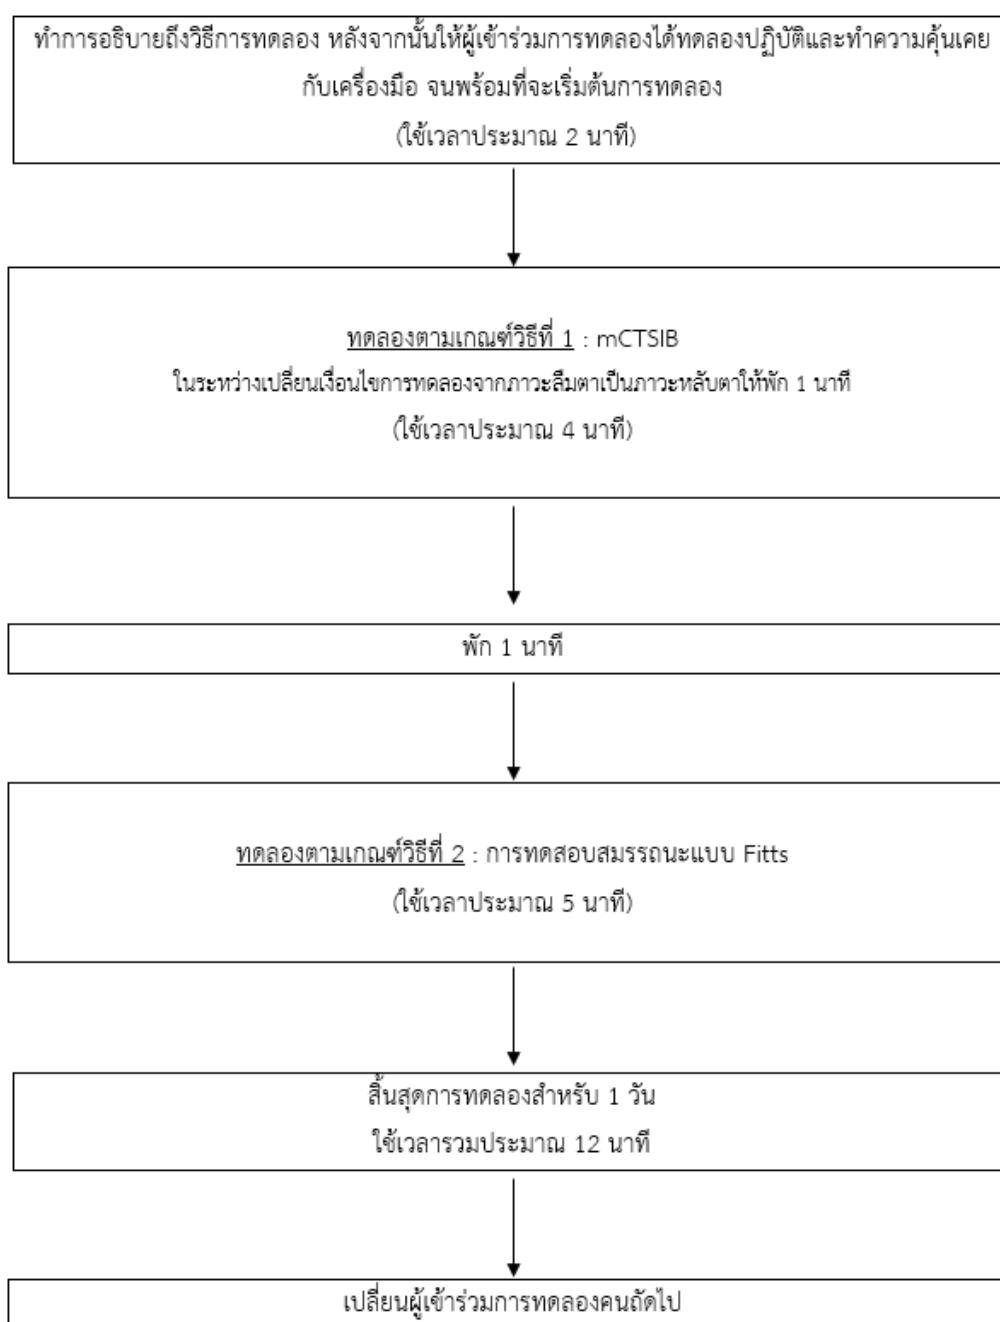 ทำการอธิบายถึงวิธีการทดลอง หลังจากนั้นให้ผู้เข้าร่วมการทดลองได้ทดลองปฏิบัติและทำความคุ้นเคย
กับเครื่องมือ จนพร้อมที่จะเริ่มต้นการทดลอง
(ใช้เวลาประมาณ 2 นาที)
ทดลองตามเกณฑ์วิธีที่ 1 : mCTSIB
ในระหว่างเปลี่ยนเงื่อนไขการทดลองจากภาวะลืมตาเป็นภาวะหลับตาให้พัก 1 นาที
(ใช้เวลาประมาณ 4 นาที)
พัก 1 นาที
ทดลองตามเกณฑ์วิธีที่ 2 : การทดสอบสมรรถนะแบบ Fitts
(ใช้เวลาประมาณ 5 นาที)
สิ้นสุดการทดลองสำหรับ 1 วัน
ใช้เวลารวมประมาณ 12 นาที
เปลี่ยนผู้เข้าร่วมการทดลองคนถัดไป